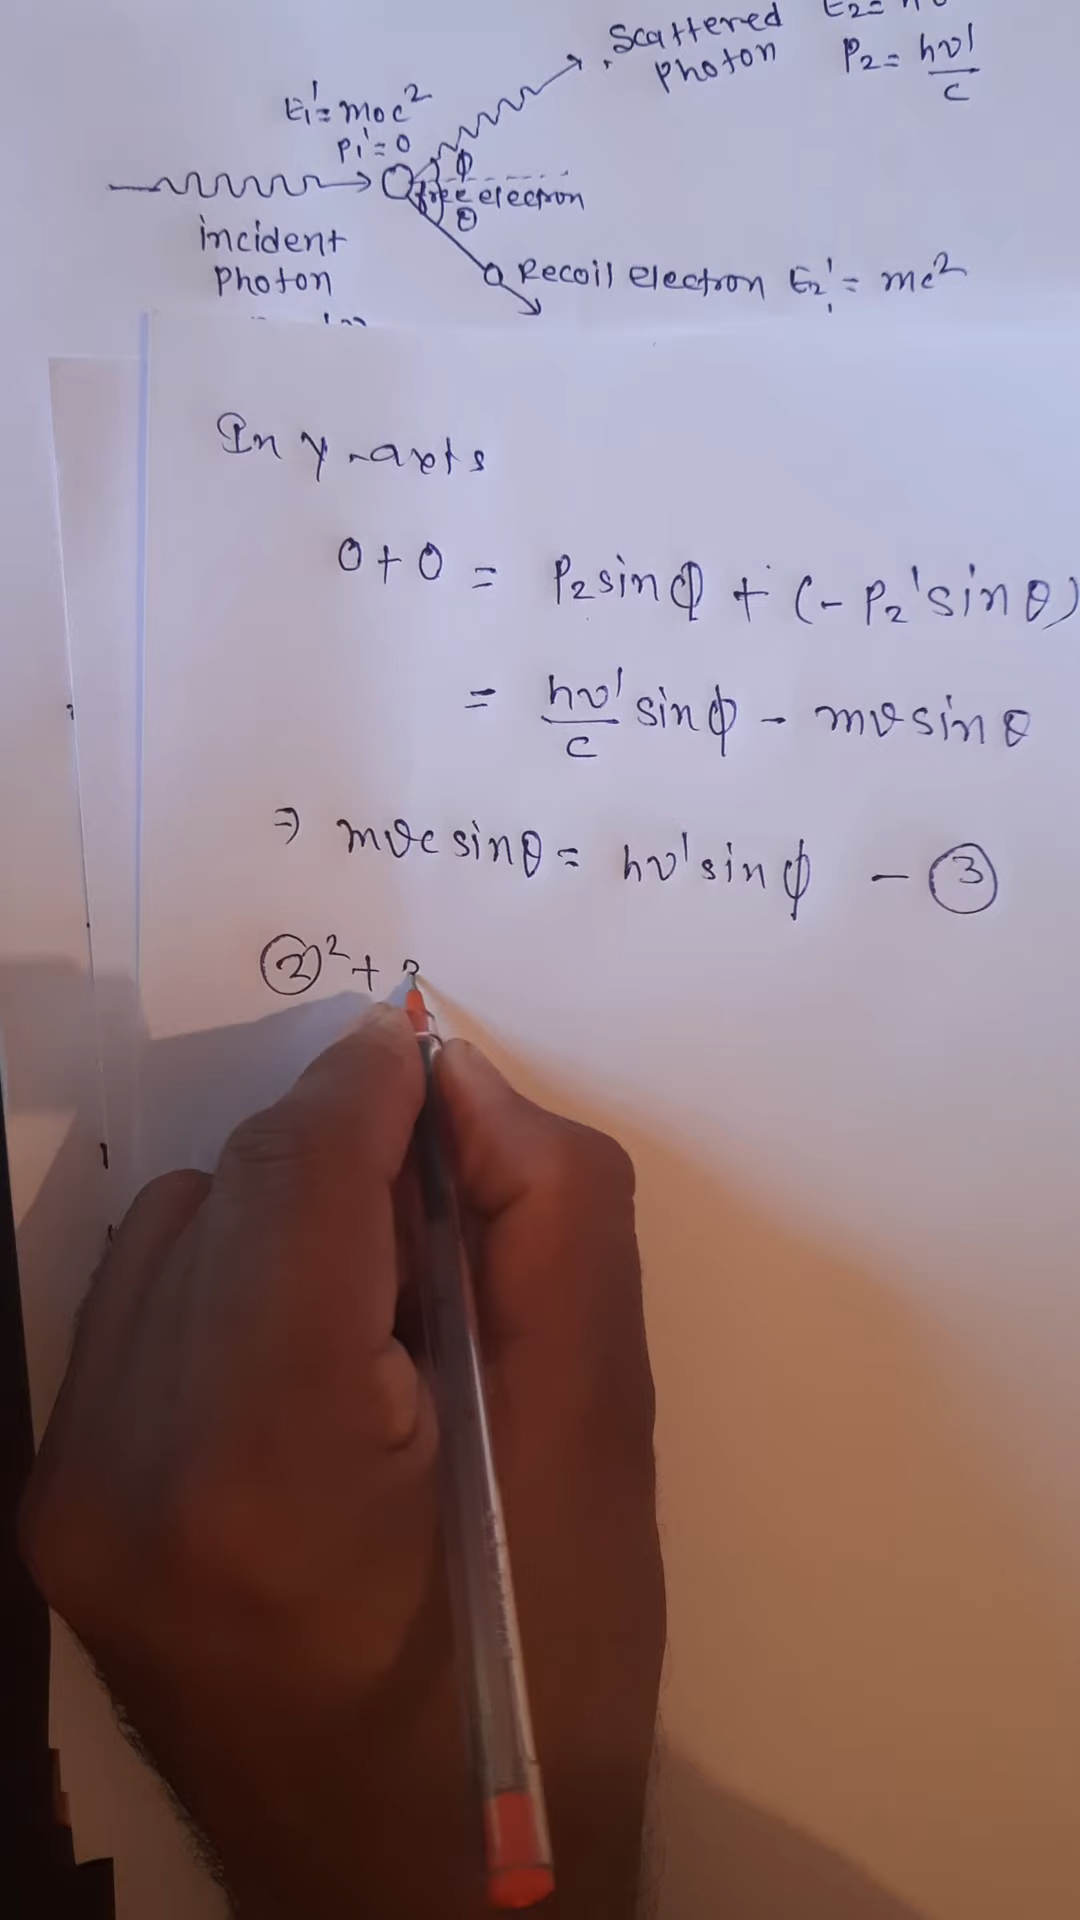 Scattered E2=
photon P2 = hν'/c
E1' = m0c²
P1' = 0
ϕ
free electron
θ
incident
photon
Recoil electron E2' = mc²
In y-axis
0+0 = P2 sinϕ + (-P2' sinθ)
= hν'/c sinϕ - mv sinθ
⇒ mvc sinθ = hν' sinϕ - ③
②² +